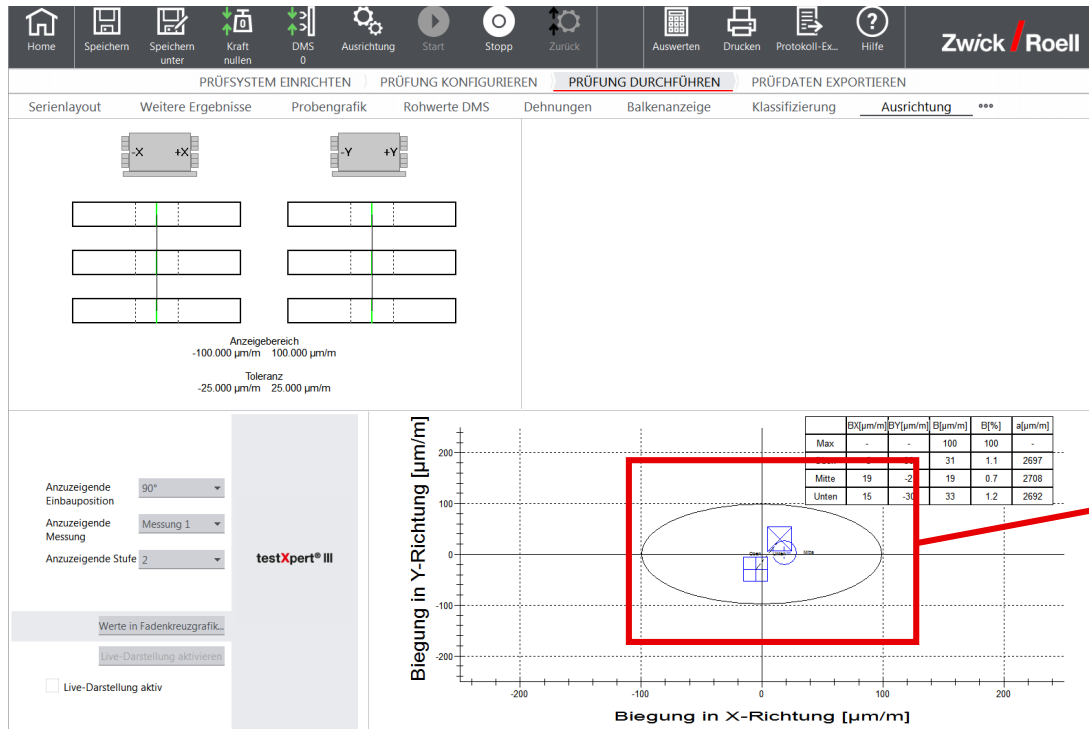 Home
Speichern
Speichern unter
Kraft nullen
DMS 0
Ausrichtung
Start
Stopp
Zurück
Auswerten
Drucken
Protokoll-Ex...
Hilfe
Zwick / Roell
PRÜFSYSTEM EINRICHTEN PRÜFUNG KONFIGURIEREN PRÜFUNG DURCHFÜHREN PRÜFDATEN EXPORTIEREN
Serienlayout Weitere Ergebnisse Probengrafik Rohwerte DMS Dehnungen Balkenanzeige Klassifizierung Ausrichtung
-X +X -Y +Y
Anzeigebereich
-100.000 µm/m 100.000 µm/m
Toleranz
-25.000 µm/m 25.000 µm/m
Anzuzeigende Einbauposition 90°
Anzuzeigende Messung Messung 1
Anzuzeigende Stufe 2
Werte in Fadenkreuzgrafik...
Live-Darstellung aktivieren
Live-Darstellung aktiv
testXpert® III
Biegung in Y-Richtung [µm/m]
200
100
0
-100
-200
BX[µm/m] BY[µm/m] B[µm/m] B[%] a[µm/m]
Max - - 100 100 -
31 1.1 2697
Mitte 19 -2 19 0.7 2708
Unten 15 -30 33 1.2 2692
Oben Unten Mitte
-200 -100 0 100 200
Biegung in X-Richtung [µm/m]